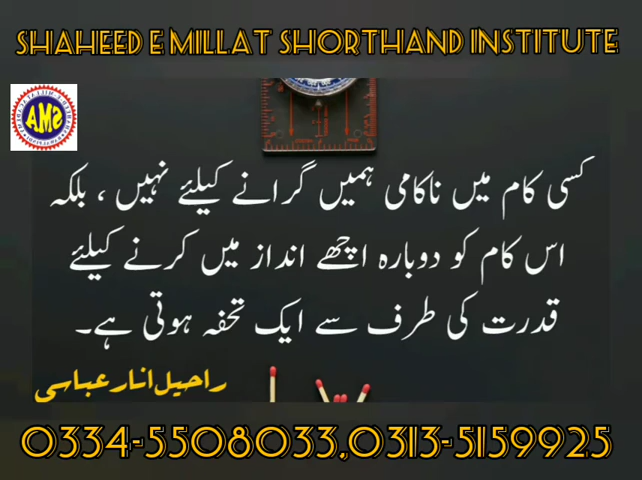 SHAHEED E MILLAT SHORTHAND INSTITUTE
SMA
کسی کام میں ناکامی ہمیں گرانے کیلئے نہیں ، بلکہ
اس کام کو دوبارہ اچھے انداز میں کرنے کیلئے
قدرت کی طرف سے ایک تحفہ ہوتی ہے۔
راحیل انار عباسی
0334-5508033,0313-5159925